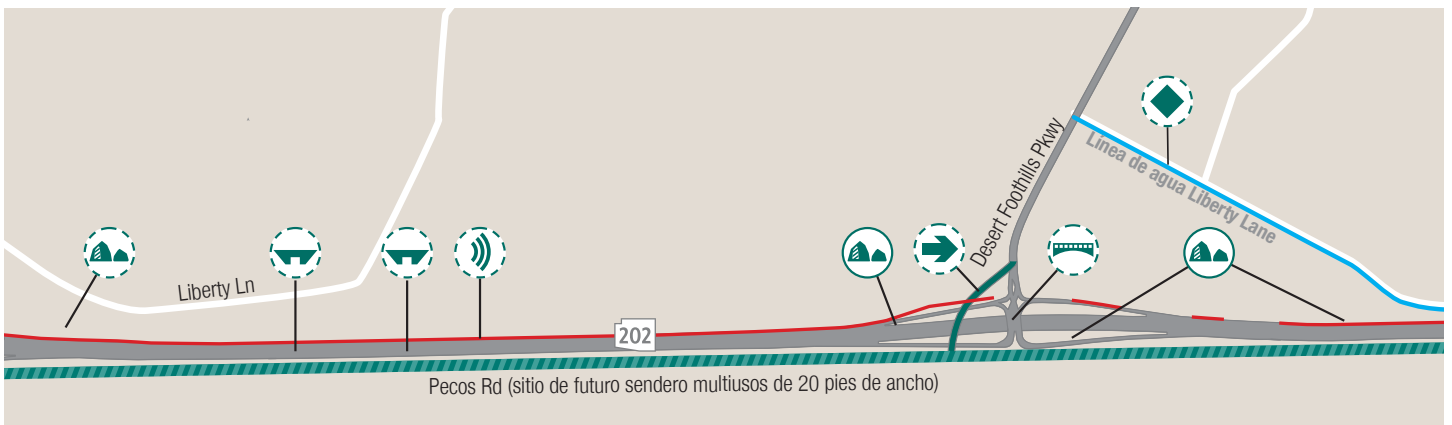 Desert Foothills Pkwy
Línea de agua Liberty Lane
Liberty Ln
202
Pecos Rd (sitio de futuro sendero multiusos de 20 pies de ancho)